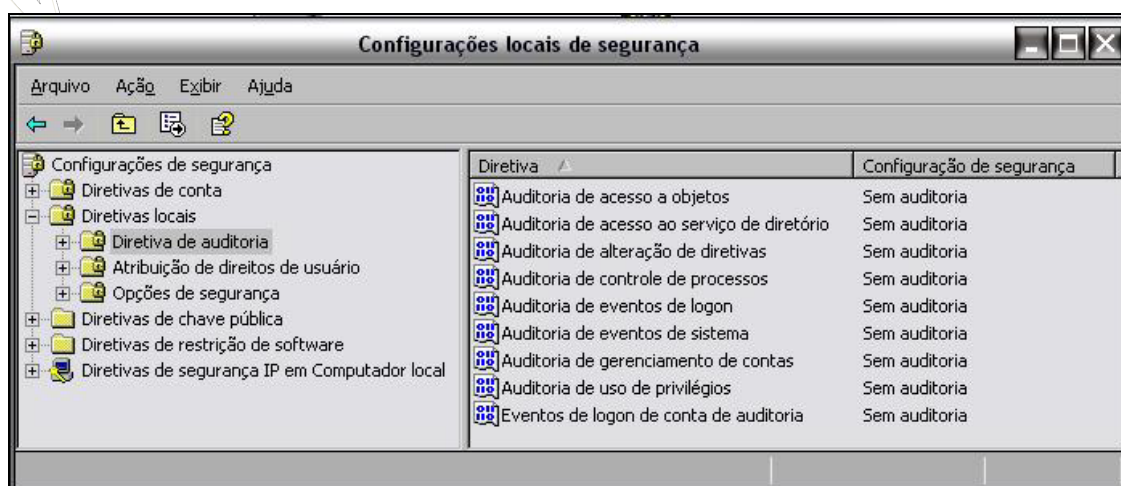 Configurações locais de segurança
Arquivo Ação Exibir Ajuda
Configurações de segurança
Diretivas de conta
Diretivas locais
Diretiva de auditoria
Atribuição de direitos de usuário
Opções de segurança
Diretivas de chave pública
Diretivas de restrição de software
Diretivas de segurança IP em Computador local
Diretiva Configuração de segurança
Auditoria de acesso a objetos Sem auditoria
Auditoria de acesso ao serviço de diretório Sem auditoria
Auditoria de alteração de diretivas Sem auditoria
Auditoria de controle de processos Sem auditoria
Auditoria de eventos de logon Sem auditoria
Auditoria de eventos de sistema Sem auditoria
Auditoria de gerenciamento de contas Sem auditoria
Auditoria de uso de privilégios Sem auditoria
Eventos de logon de conta de auditoria Sem auditoria